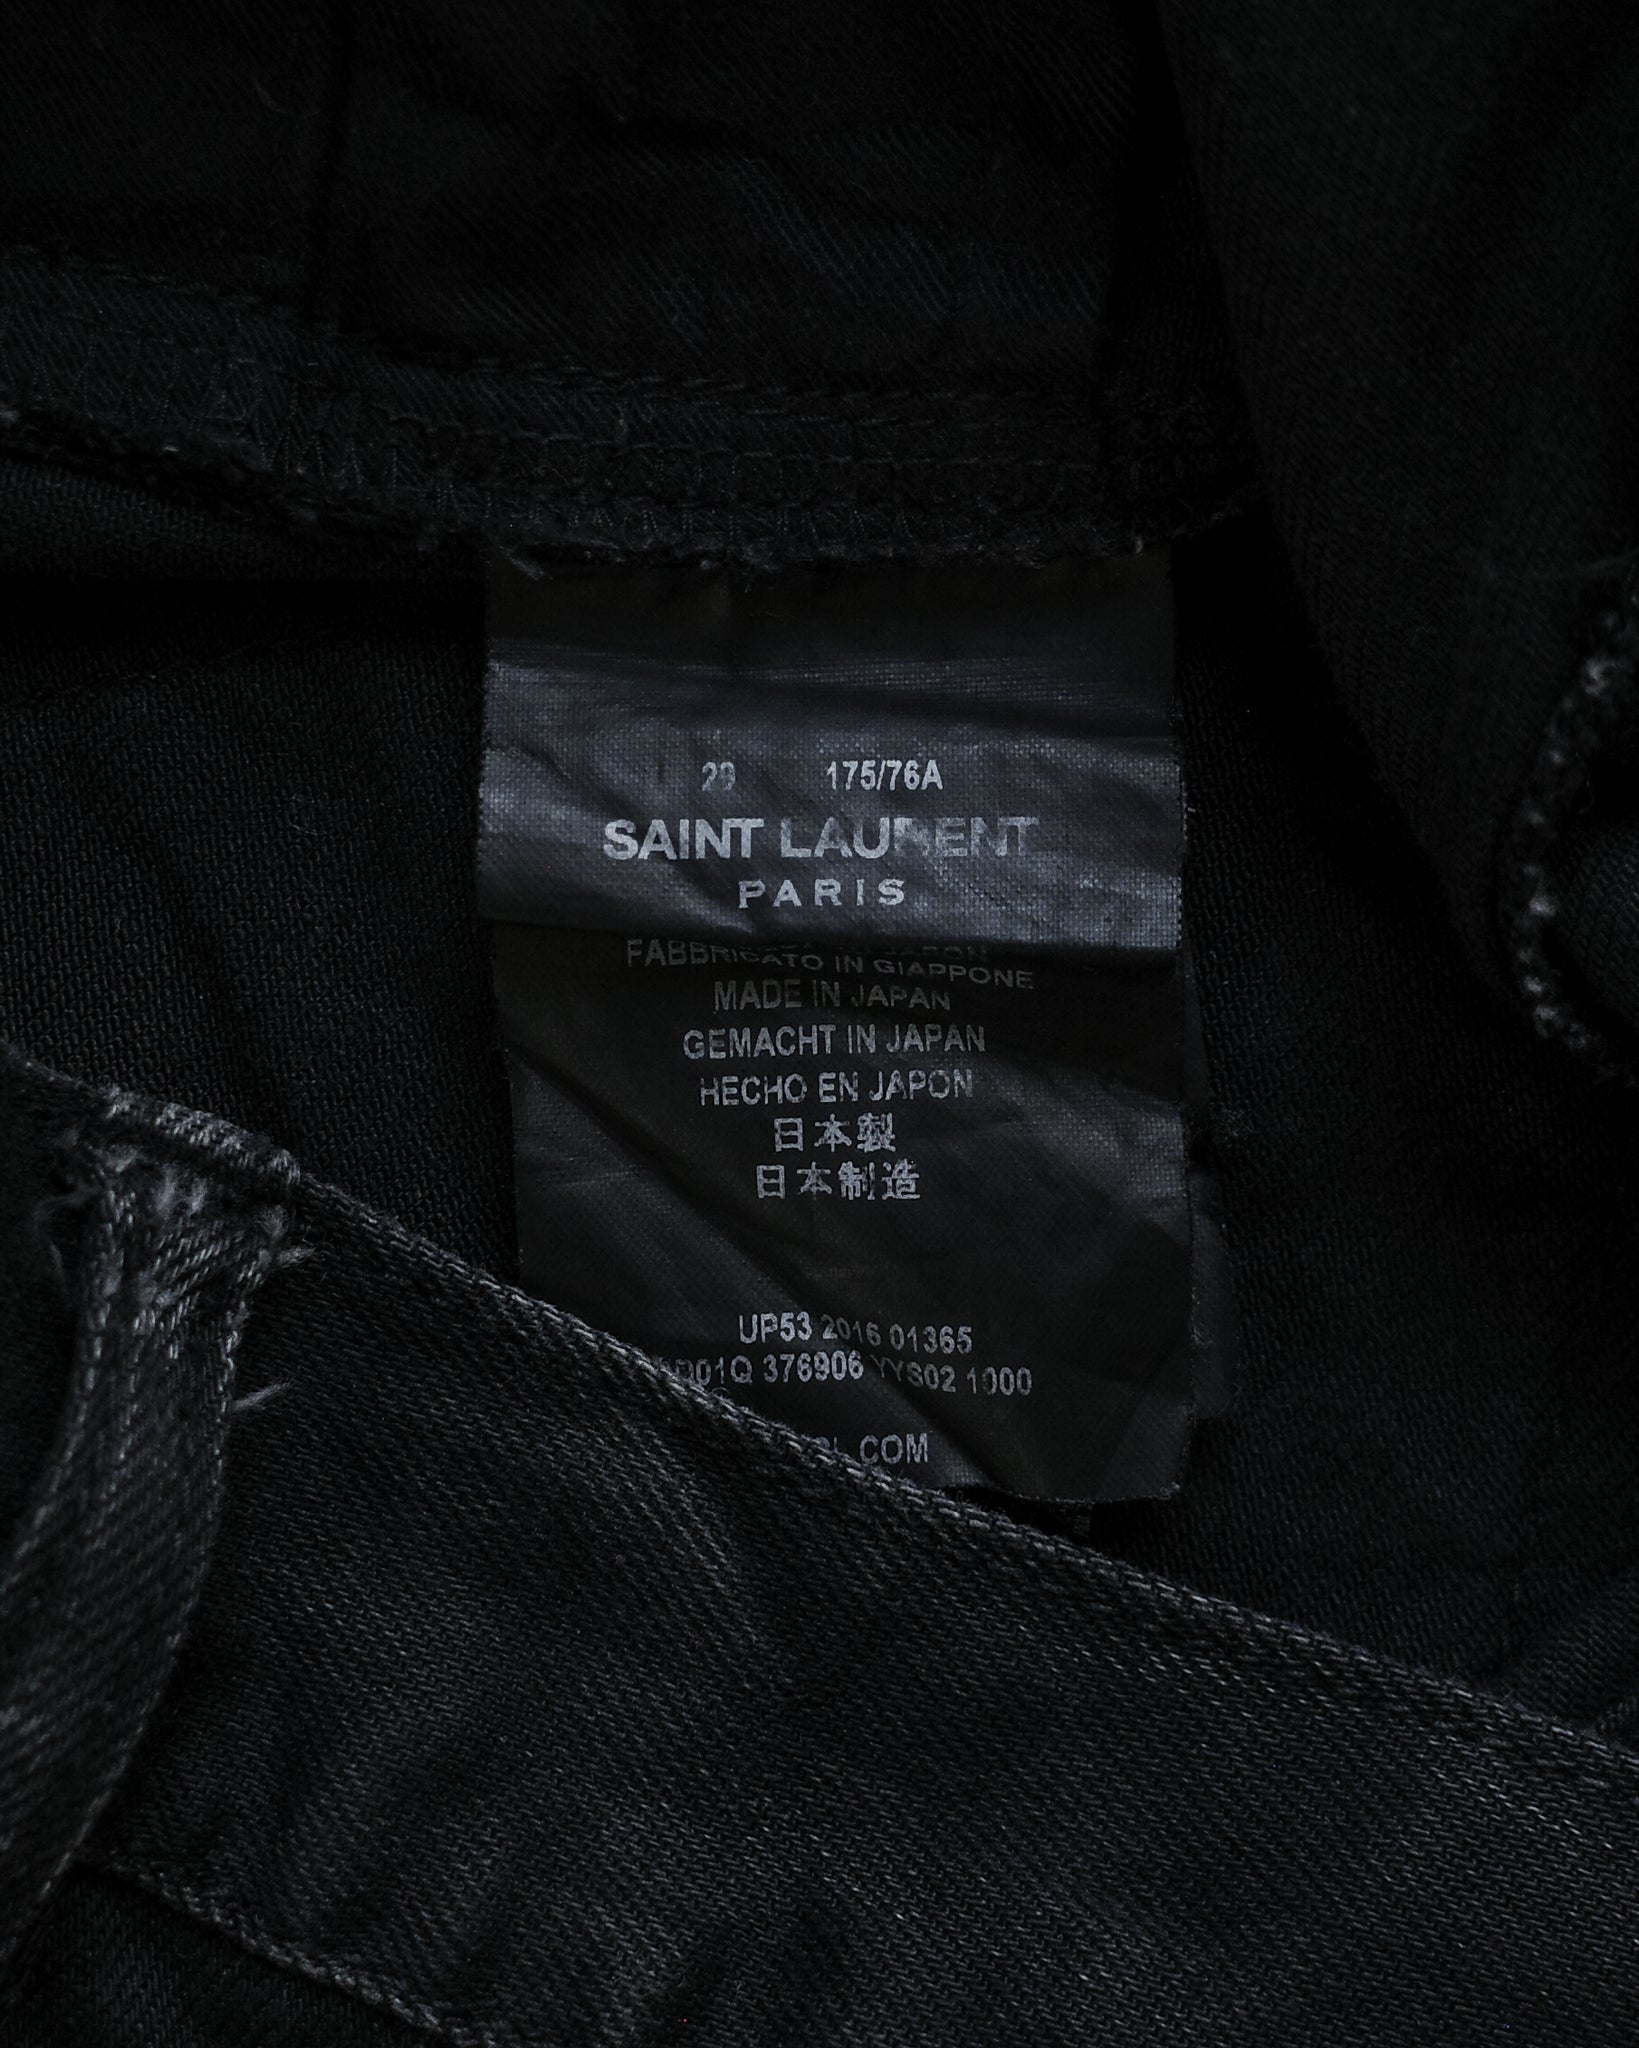 29 175/76A
SAINT LAURENT
PARIS
FABBRICATO IN GIAPPONE
MADE IN JAPAN
GEMACHT IN JAPAN
HECHO EN JAPON
日本製
日本制造
UP53 2016 01365
376906 YYS02 1000
.COM